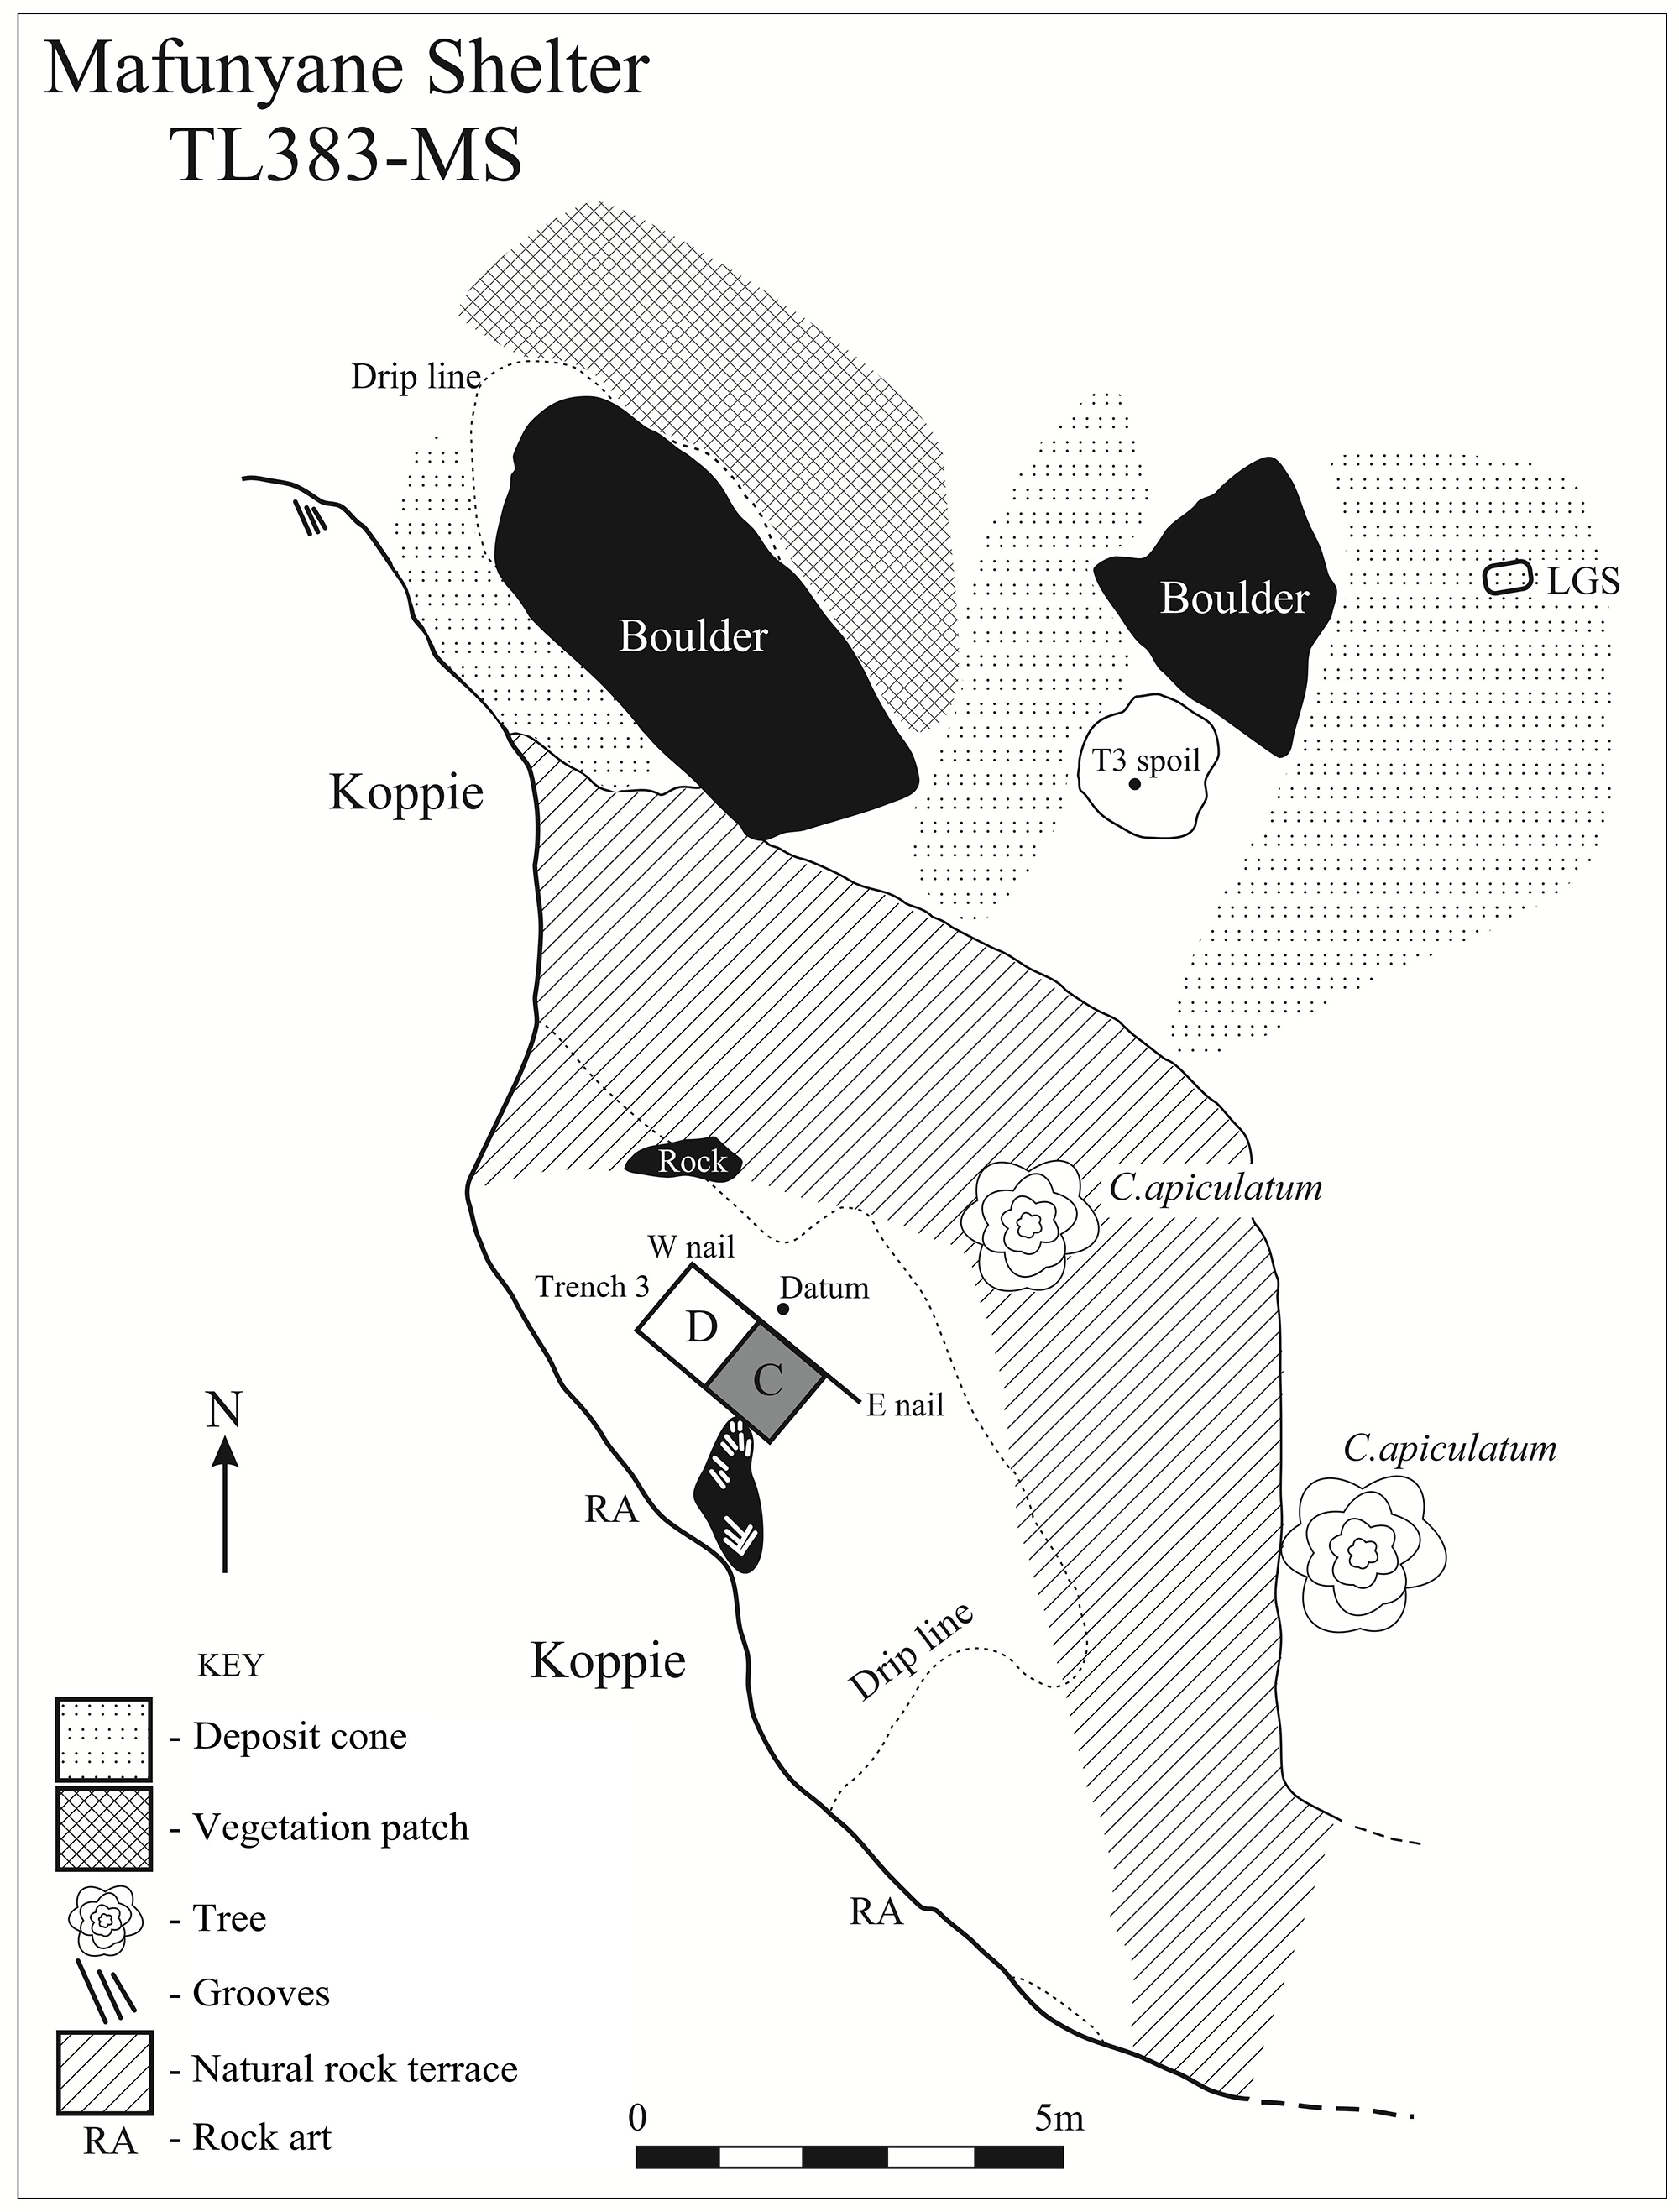 Mafunyane Shelter
TL383-MS
Drip line
Boulder
Boulder
LGS
T3 spoil
Koppie
Rock
C.apiculatum
W nail
Trench 3
Datum
D
C
E nail
N
C.apiculatum
RA
Drip line
Koppie
KEY
- Deposit cone
- Vegetation patch
- Tree
RA
- Grooves
- Natural rock terrace
RA - Rock art
0 5m